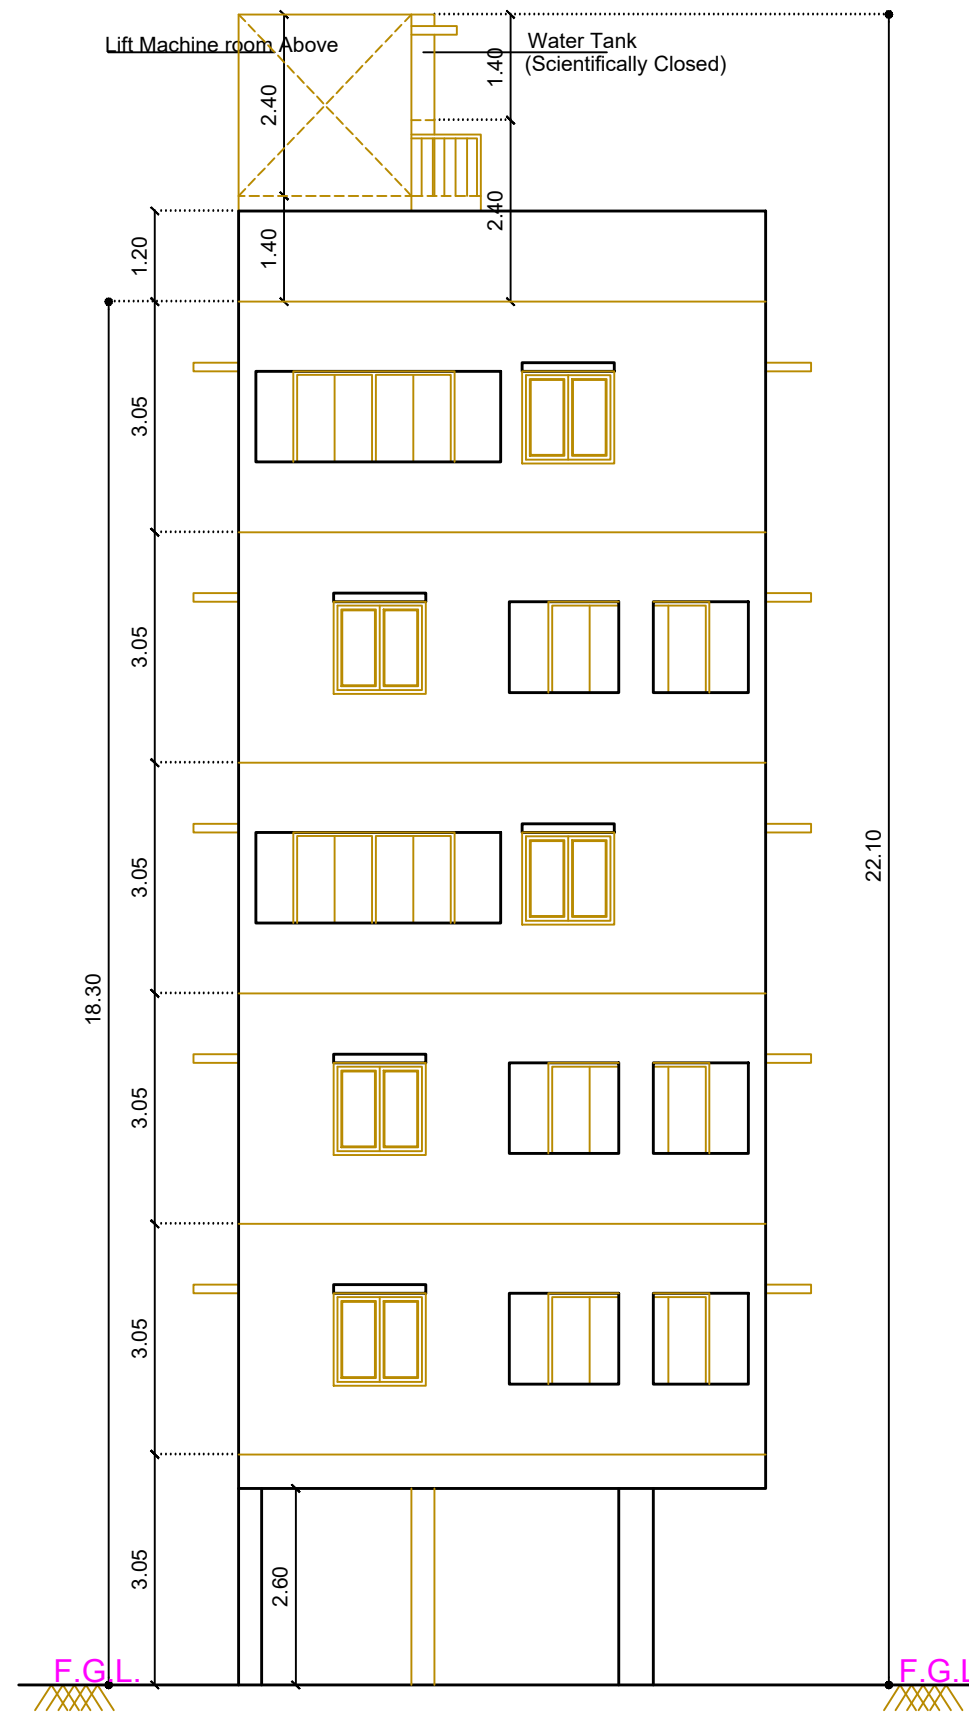 Lift Machine room Above
Water Tank
(Scientifically Closed)
1.40
2.40
2.40
1.40
1.20
3.05
3.05
3.05
3.05
3.05
3.05
18.30
22.10
2.60
F.G.L.
F.G.L